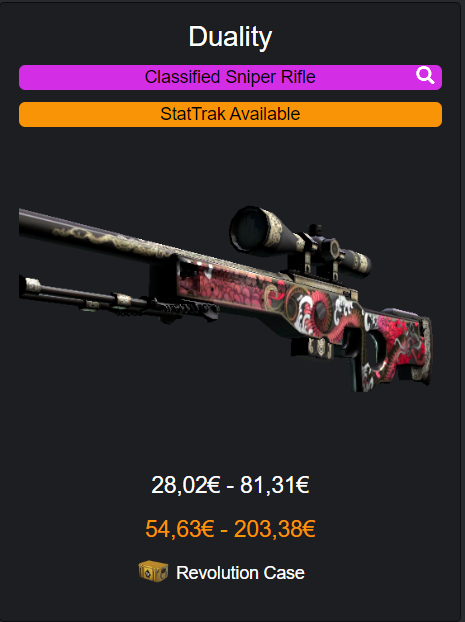 Duality
Classified Sniper Rifle
StatTrak Available
28,02€ - 81,31€
54,63€ - 203,38€
Revolution Case